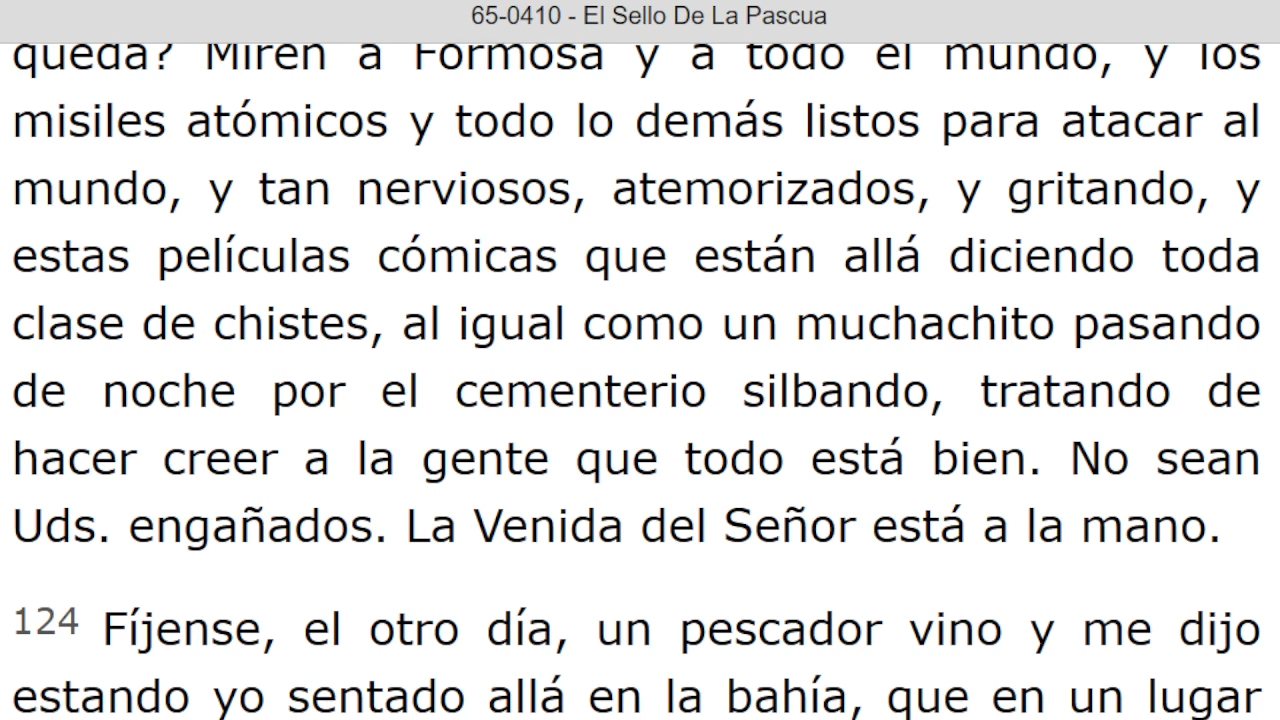 65-0410 - El Sello De La Pascua
queda? Miren a Formosa y a todo el mundo, y los
misiles atómicos y todo lo demás listos para atacar al
mundo, y tan nerviosos, atemorizados, y gritando, y
estas películas cómicas que están allá diciendo toda
clase de chistes, al igual como un muchachito pasando
de noche por el cementerio silbando, tratando de
hacer creer a la gente que todo está bien. No sean
Uds. engañados. La Venida del Señor está a la mano.
124 Fíjense, el otro día, un pescador vino y me dijo
estando yo sentado allá en la bahía, que en un lugar